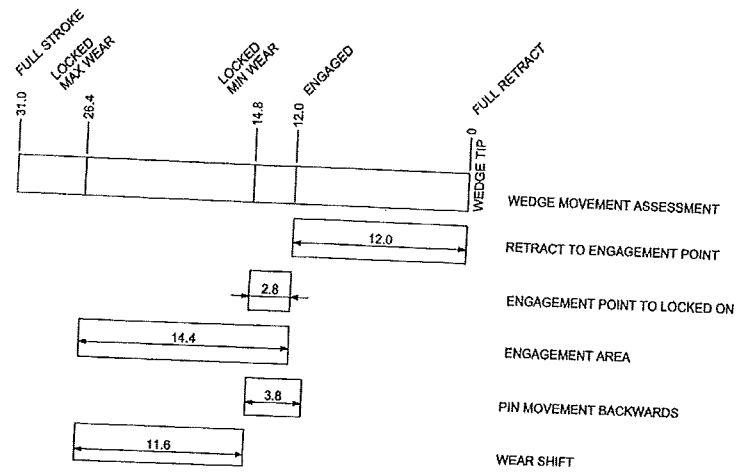 FULL STROKE
LOCKED
MAX WEAR
LOCKED
MIN WEAR
ENGAGED
FULL RETRACT
31.0
26.4
14.8
12.0
0
WEDGE TIP
WEDGE MOVEMENT ASSESSMENT
12.0
RETRACT TO ENGAGEMENT POINT
2.8
ENGAGEMENT POINT TO LOCKED ON
14.4
ENGAGEMENT AREA
3.8
PIN MOVEMENT BACKWARDS
11.6
WEAR SHIFT